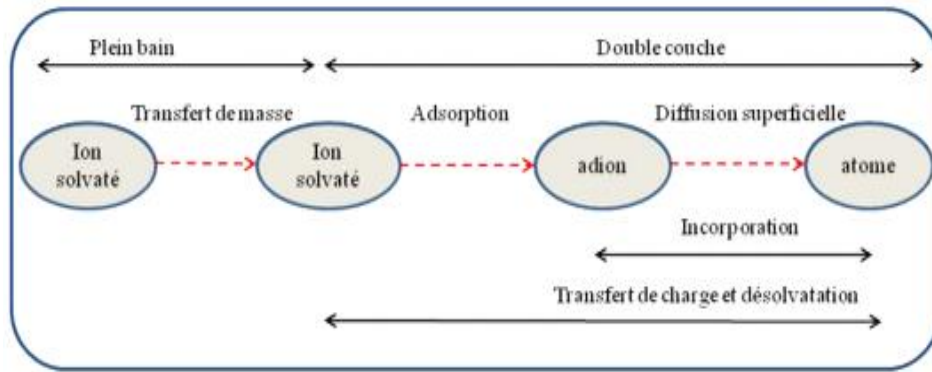 Plein bain
Double couche
Transfert de masse
Adsorption
Diffusion superficielle
Ion
solvaté
Ion
solvaté
adion
atome
Incorporation
Transfert de charge et désolvatation